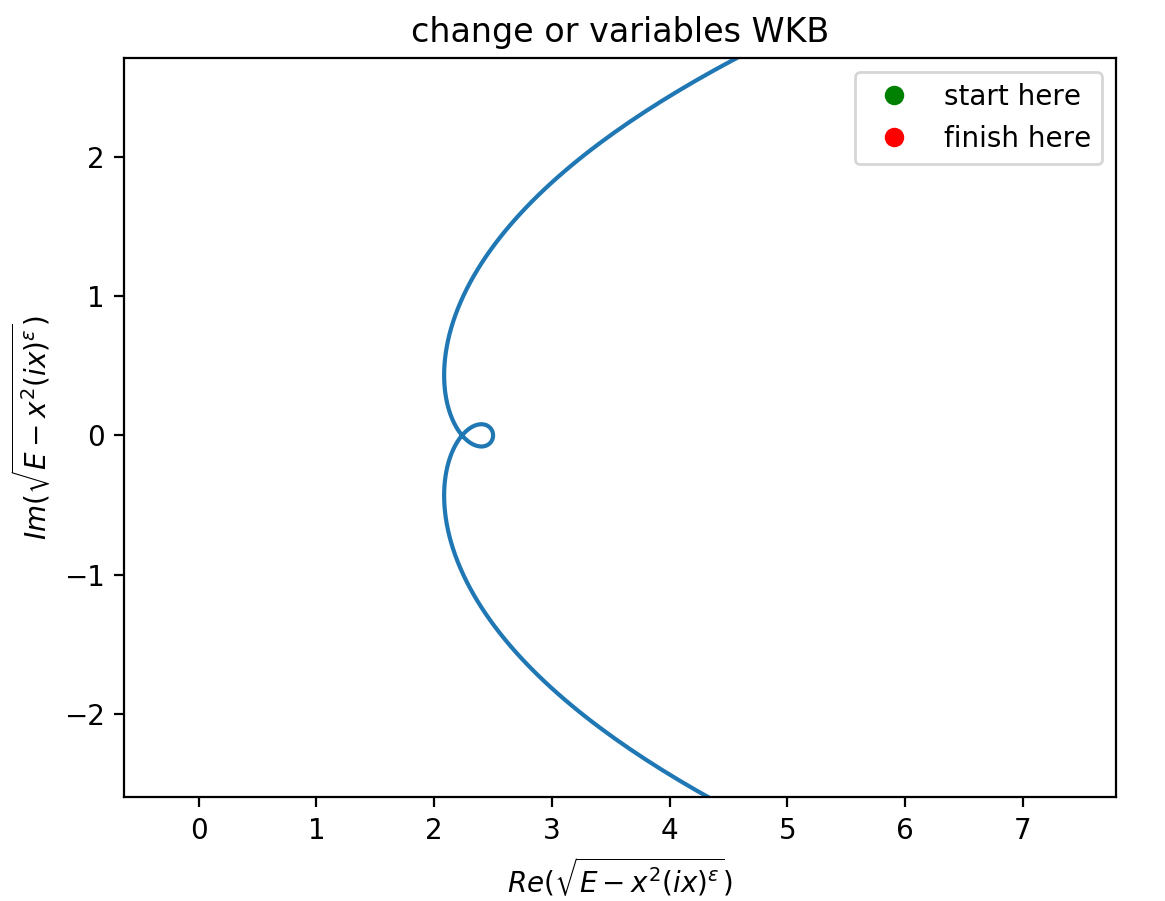 change or variables WKB
start here
finish here
2
1
0
−1
−2
Im(√E − x²(ix)^ε)
0 1 2 3 4 5 6 7
Re(√E − x²(ix)^ε)